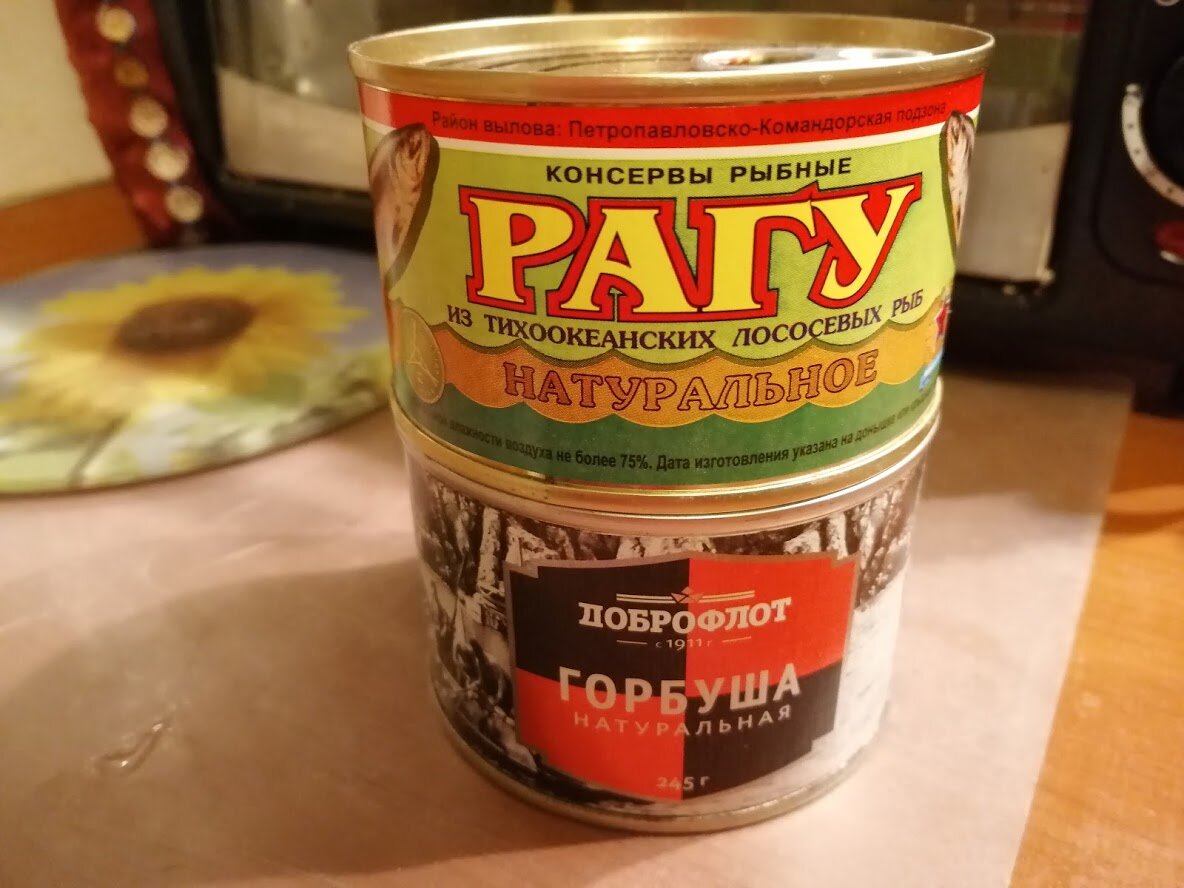 Район вылова: Петропавловско-Командорская подзона
КОНСЕРВЫ РЫБНЫЕ
РАГУ
ИЗ ТИХООКЕАНСКИХ ЛОСОСЕВЫХ РЫБ
НАТУРАЛЬНОЕ
влажности воздуха не более 75%. Дата изготовления указана на донышке или
ДОБРОФЛОТ
с 1911 г
ГОРБУША
НАТУРАЛЬНАЯ
245 г